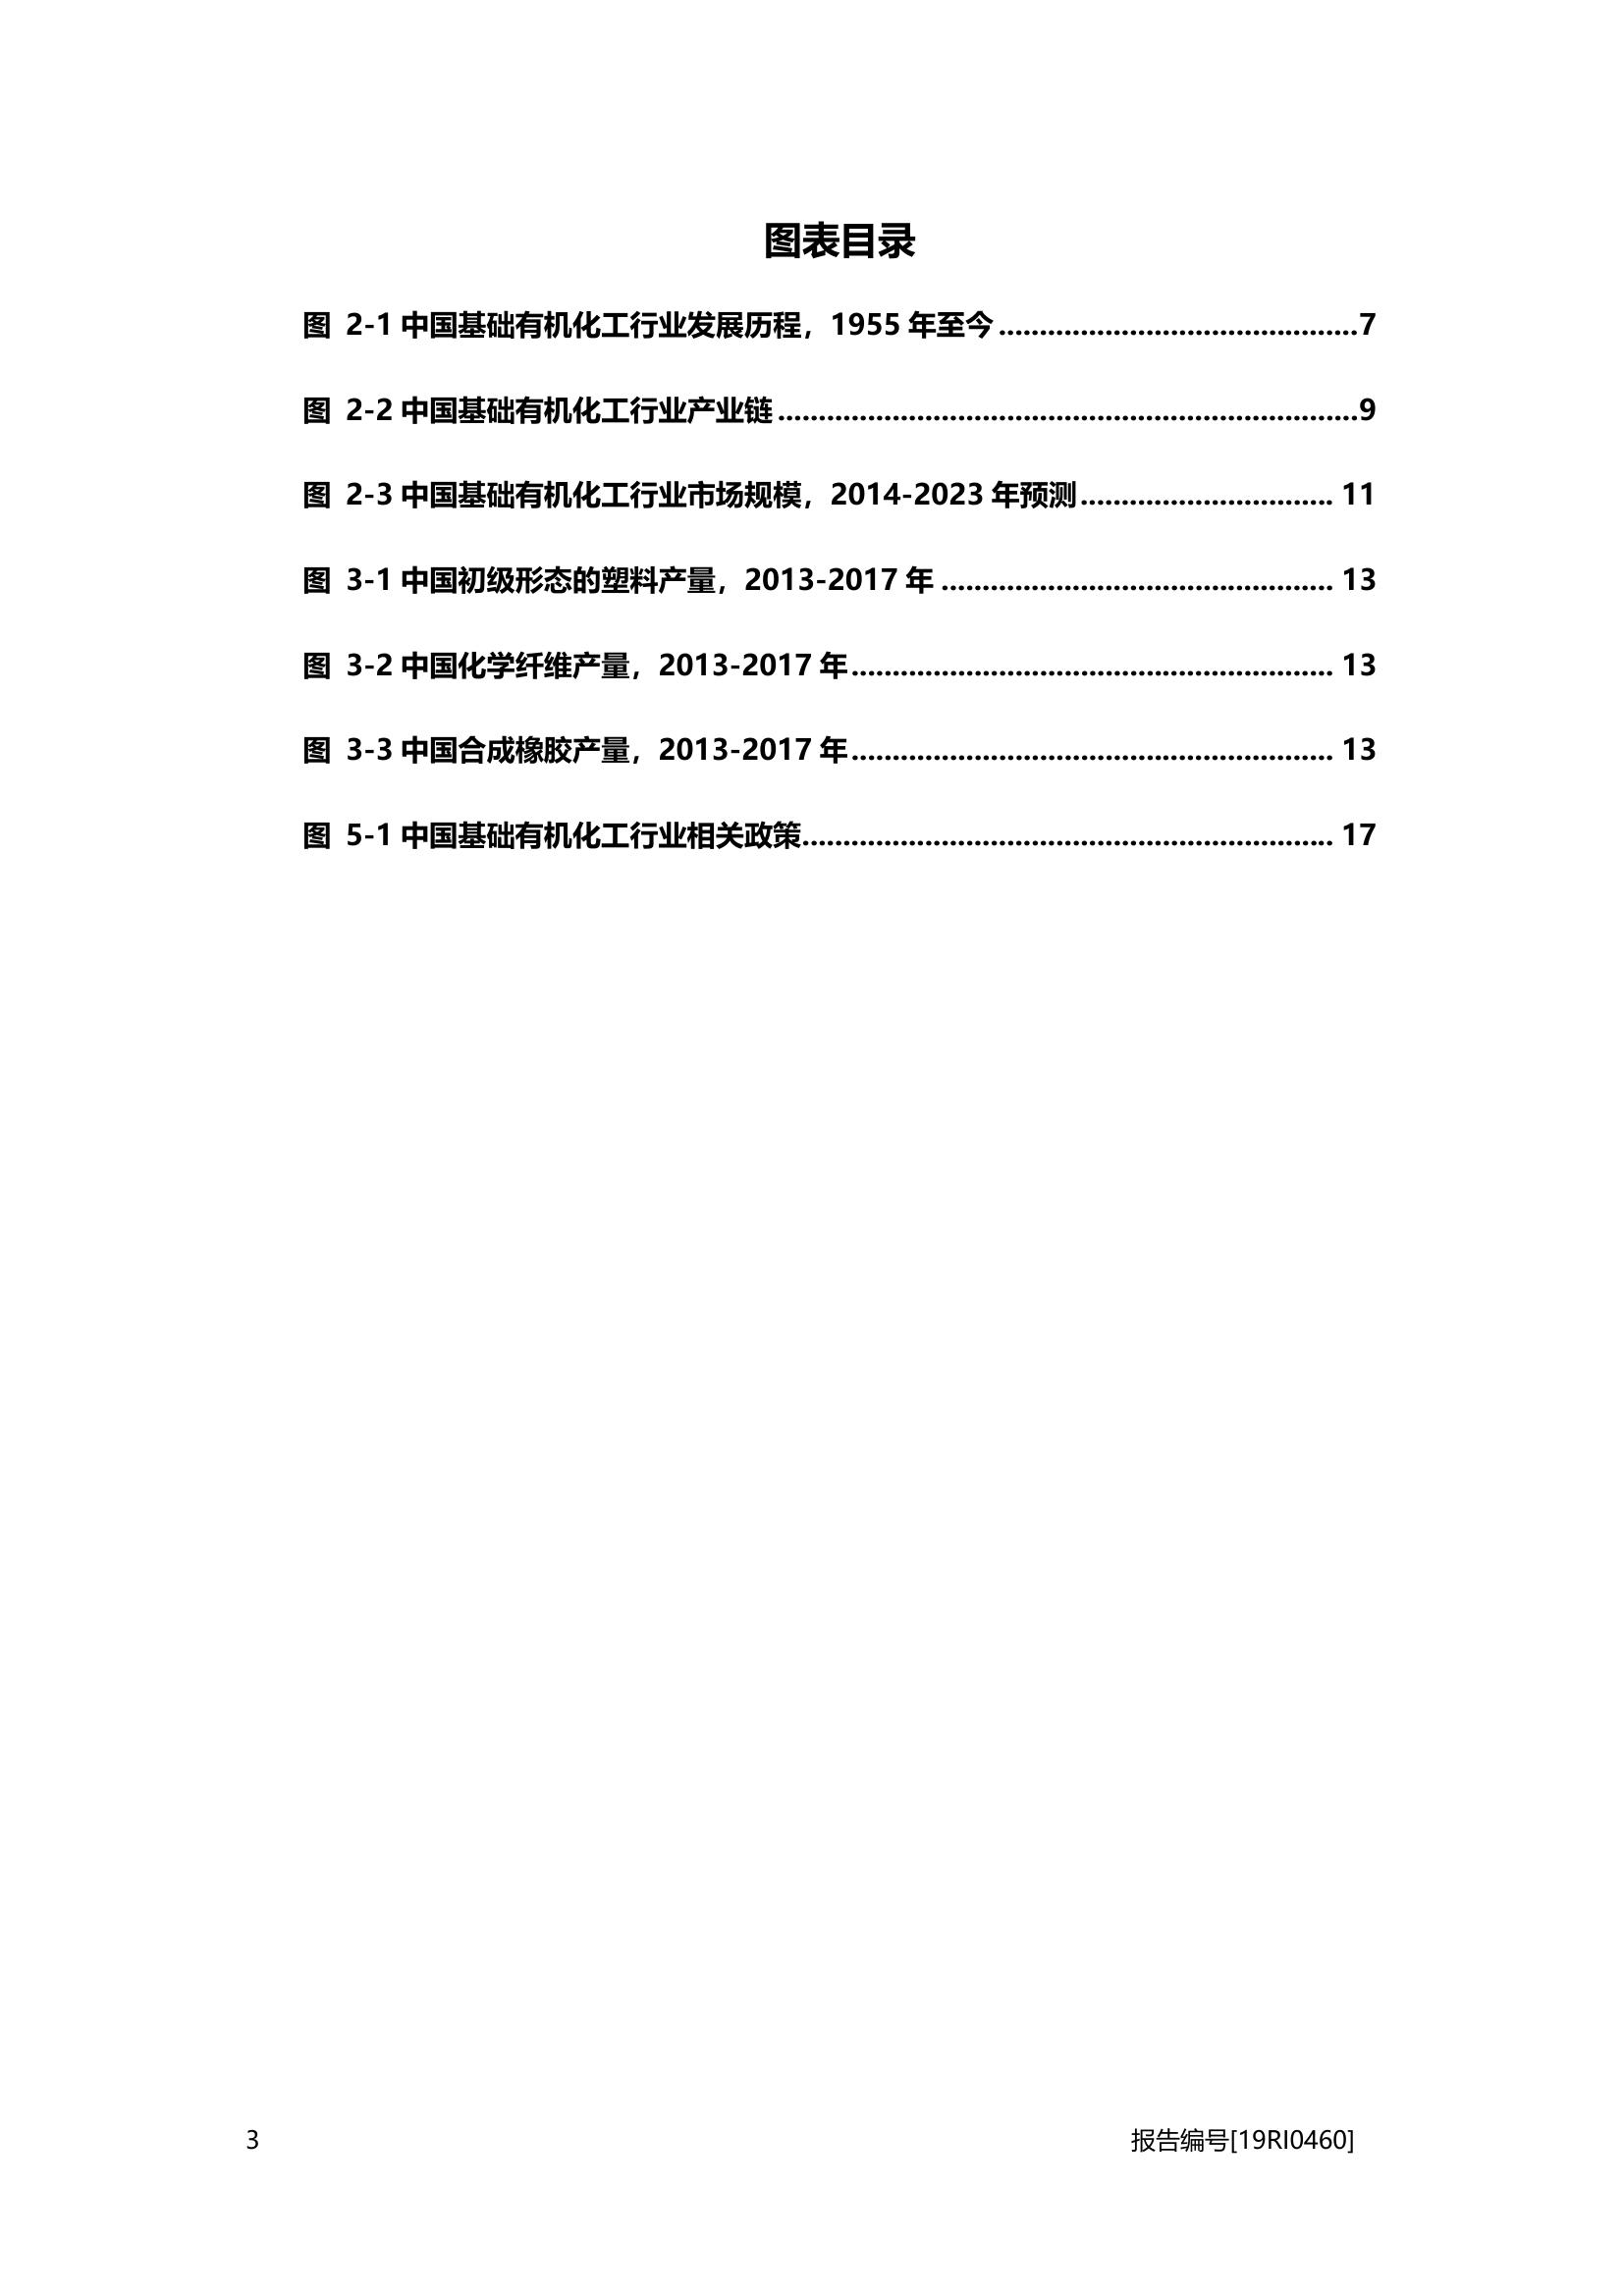 图表目录
图 2-1 中国基础有机化工行业发展历程，1955 年至今............................................7
图 2-2 中国基础有机化工行业产业链.......................................................................9
图 2-3 中国基础有机化工行业市场规模，2014-2023 年预测............................... 11
图 3-1 中国初级形态的塑料产量，2013-2017 年................................................ 13
图 3-2 中国化学纤维产量，2013-2017 年........................................................... 13
图 3-3 中国合成橡胶产量，2013-2017 年........................................................... 13
图 5-1 中国基础有机化工行业相关政策................................................................. 17
3 报告编号[19RI0460]